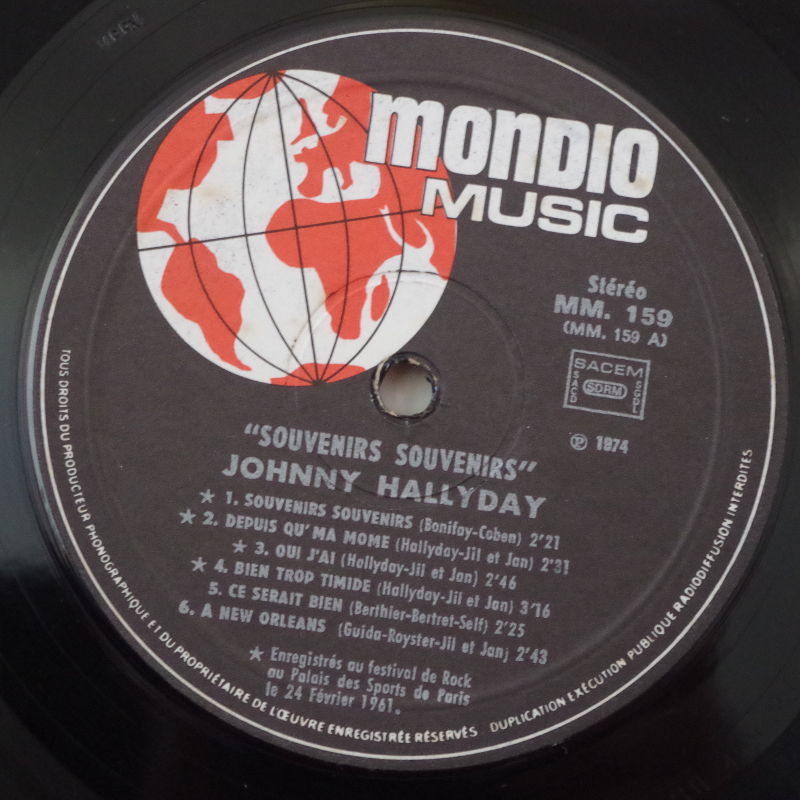 MONDIO
MUSIC
Stéréo
MM. 159
(MM. 159 A)
SACEM
SACD
SDRM
SGDL
℗ 1974
"SOUVENIRS SOUVENIRS"
JOHNNY HALLYDAY
★ 1. SOUVENIRS SOUVENIRS (Bonifay-Coben) 2'21
★ 2. DEPUIS QU'MA MOME (Hallyday-Jil et Jan) 2'31
★ 3. OUI J'AI (Hallyday-Jil et Jan) 2'46
★ 4. BIEN TROP TIMIDE (Hallyday-Jil et Jan) 3'16
5. CE SERAIT BIEN (Berthier-Bertret-Self) 2'25
6. A NEW ORLEANS (Guida-Royster-Jil et Jan) 2'43
★ Enregistrés au festival de Rock
au Palais des Sports de Paris
le 24 Février 1961.
TOUS DROITS DU PRODUCTEUR PHONOGRAPHIQUE ET DU PROPRIÉTAIRE DE L'ŒUVRE ENREGISTRÉE RÉSERVÉS DUPLICATION EXÉCUTION PUBLIQUE RADIODIFFUSION INTERDITES